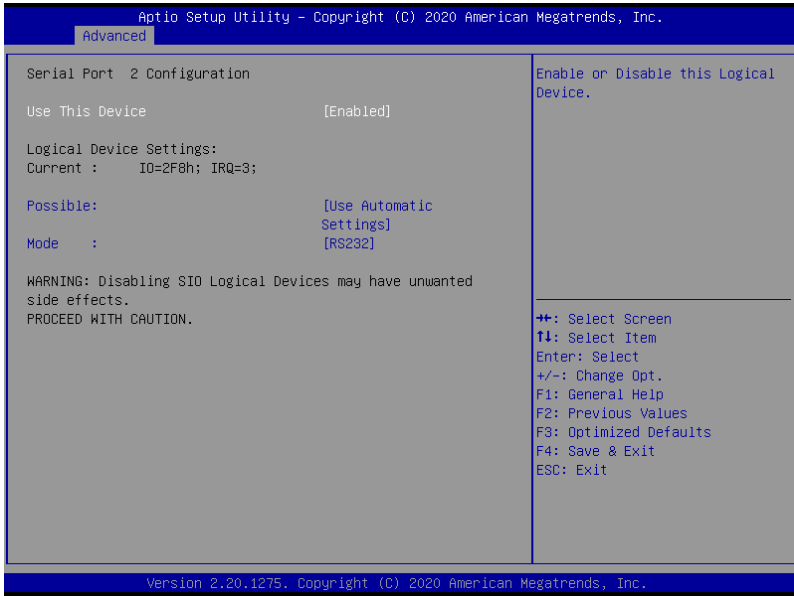 Aptio Setup Utility – Copyright (C) 2020 American Megatrends, Inc.
Advanced
Serial Port 2 Configuration
Use This Device [Enabled]
Logical Device Settings:
Current : IO=2F8h; IRQ=3;
Possible: [Use Automatic
Settings]
Mode : [RS232]
WARNING: Disabling SIO Logical Devices may have unwanted
side effects.
PROCEED WITH CAUTION.
Enable or Disable this Logical
Device.
→←: Select Screen
↑↓: Select Item
Enter: Select
+/-: Change Opt.
F1: General Help
F2: Previous Values
F3: Optimized Defaults
F4: Save & Exit
ESC: Exit
Version 2.20.1275. Copyright (C) 2020 American Megatrends, Inc.